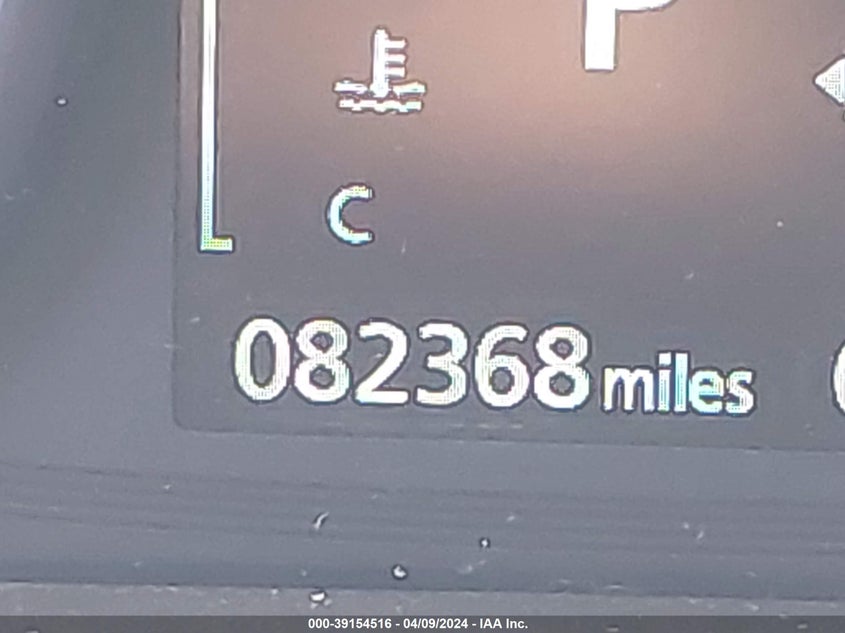 P
C
082368 miles
000-39154516 - 04/09/2024 - IAA Inc.